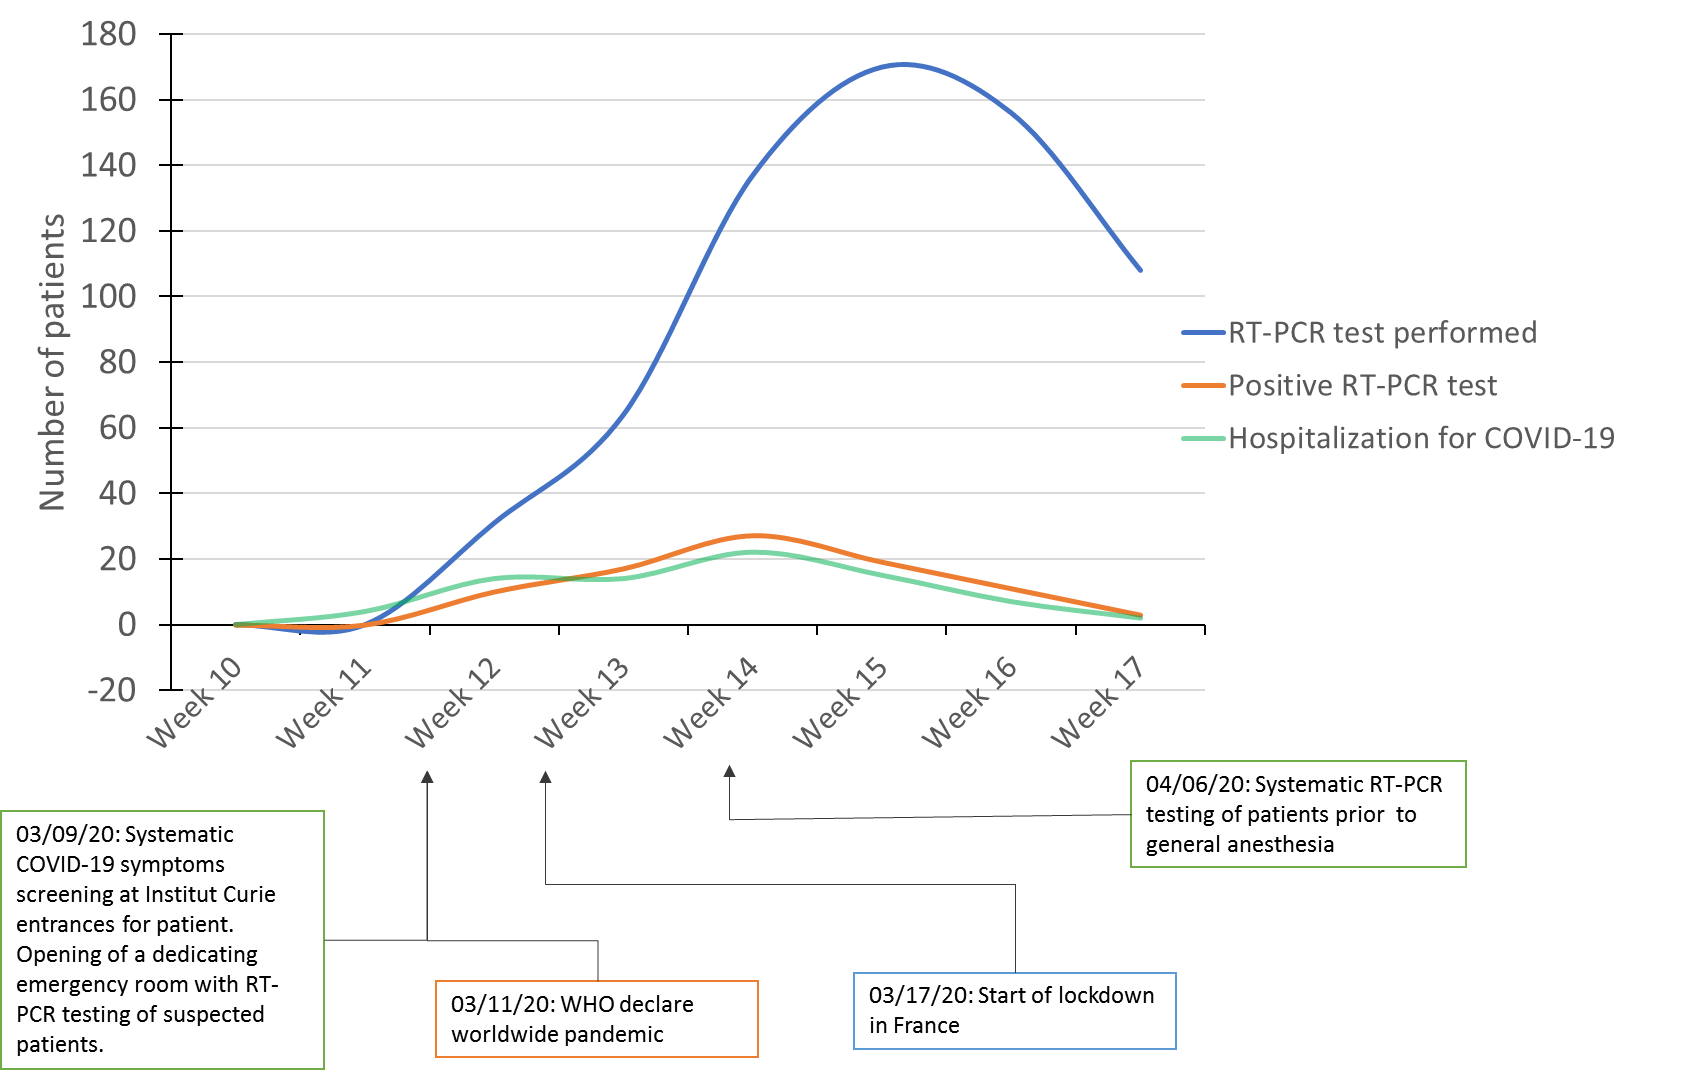 180
160
140
120
100
80
60
40
20
0
-20
Number of patients
Week 10
Week 11
Week 12
Week 13
Week 14
Week 15
Week 16
Week 17
RT-PCR test performed
Positive RT-PCR test
Hospitalization for COVID-19
03/09/20: Systematic
COVID-19 symptoms
screening at Institut Curie
entrances for patient.
Opening of a dedicating
emergency room with RT-
PCR testing of suspected
patients.
03/11/20: WHO declare
worldwide pandemic
03/17/20: Start of lockdown
in France
04/06/20: Systematic RT-PCR
testing of patients prior to
general anesthesia